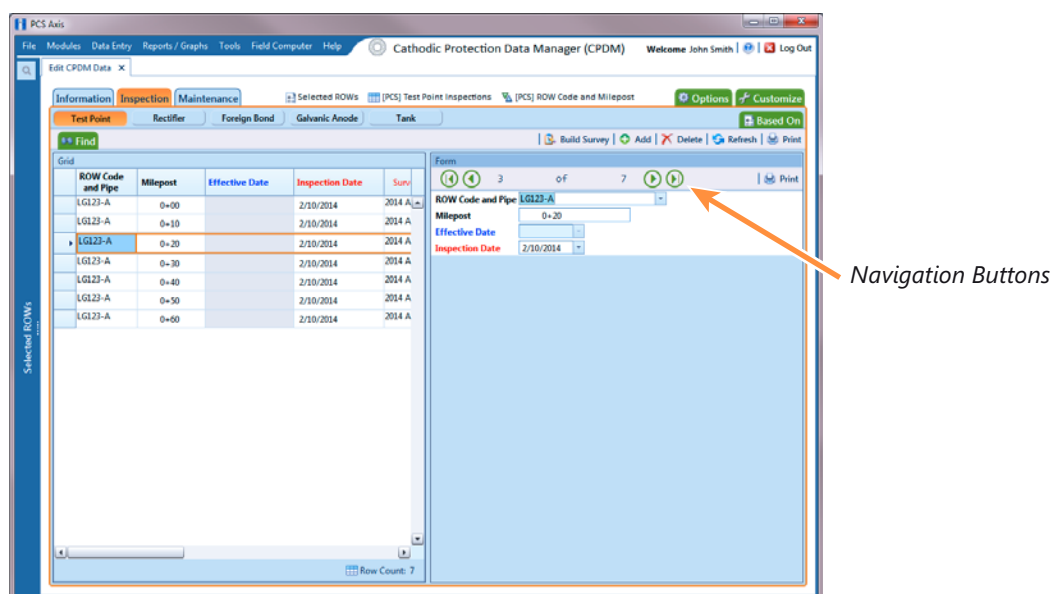 PCS Axis
File Modules Data Entry Reports / Graphs Tools Field Computer Help Cathodic Protection Data Manager (CPDM) Welcome John Smith Log Out
Edit CPDM Data ×
Information Inspection Maintenance Selected ROWs [PCS] Test Point Inspections [PCS] ROW Code and Milepost Options Customize
Test Point Rectifier Foreign Bond Galvanic Anode Tank Based On
Find Build Survey Add Delete Refresh Print
Grid Form
ROW Code and Pipe Milepost Effective Date Inspection Date Surv
3 of 7 Print
LG123-A 0+00 2/10/2014 2014 A
LG123-A 0+10 2/10/2014 2014 A
LG123-A 0+20 2/10/2014 2014 A
LG123-A 0+30 2/10/2014 2014 A
LG123-A 0+40 2/10/2014 2014 A
LG123-A 0+50 2/10/2014 2014 A
LG123-A 0+60 2/10/2014 2014 A
ROW Code and Pipe LG123-A
Milepost 0+20
Effective Date
Inspection Date 2/10/2014
Navigation Buttons
Selected ROWs
Row Count: 7